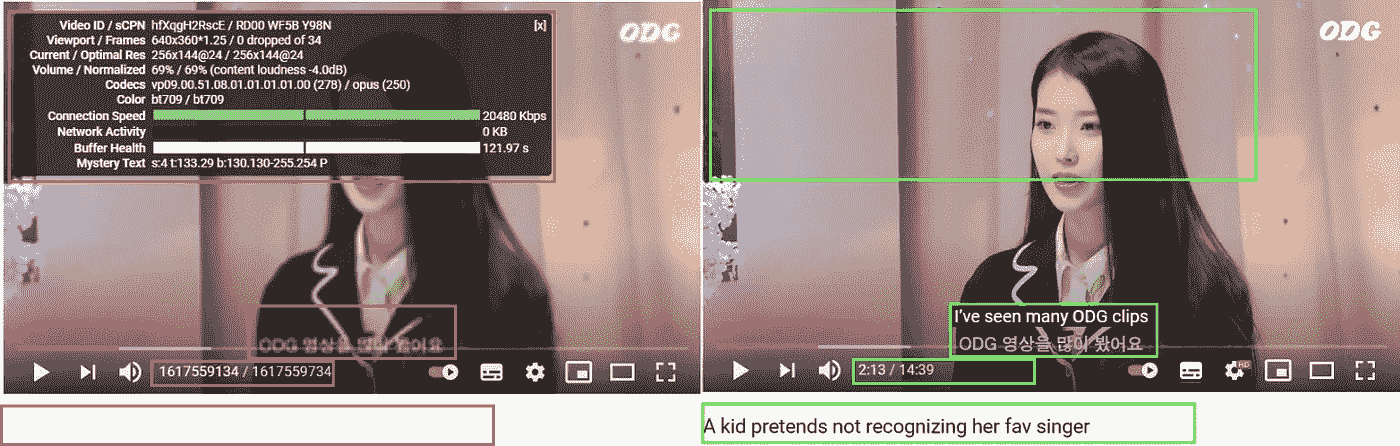 Video ID / sCPN hfXqgH2RscE / RD00 WF5B Y98N [x]
Viewport / Frames 640x360*1.25 / 0 dropped of 34
Current / Optimal Res 256x144@24 / 256x144@24
Volume / Normalized 69% / 69% (content loudness -4.0dB)
Codecs vp09.00.51.08.01.01.01.01.00 (278) / opus (250)
Color bt709 / bt709
Connection Speed 20480 Kbps
Network Activity 0 KB
Buffer Health 121.97 s
Mystery Text s:4 t:133.29 b:130.130-255.254 P
ODG
ODG 영상을 많이 봤어요
1617559134 / 1617559734
ODG
I've seen many ODG clips
ODG 영상을 많이 봤어요
2:13 / 14:39
HD
A kid pretends not recognizing her fav singer